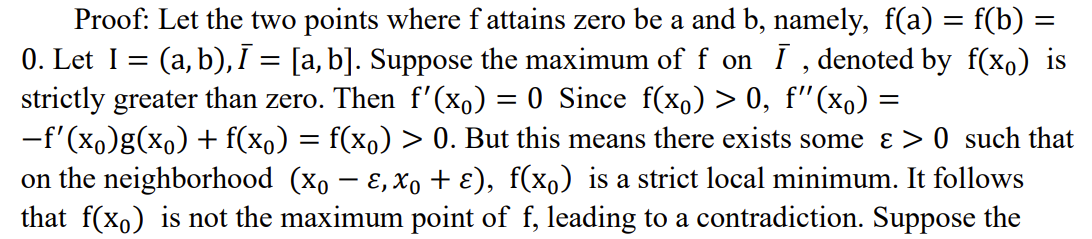 Proof: Let the two points where f attains zero be a and b, namely, f(a) = f(b) =
0. Let I = (a, b), Ī = [a, b]. Suppose the maximum of f on Ī , denoted by f(x₀) is
strictly greater than zero. Then f′(x₀) = 0 Since f(x₀) > 0, f′′(x₀) =
−f′(x₀)g(x₀) + f(x₀) = f(x₀) > 0. But this means there exists some ε > 0 such that
on the neighborhood (x₀ − ε, x₀ + ε), f(x₀) is a strict local minimum. It follows
that f(x₀) is not the maximum point of f, leading to a contradiction. Suppose the